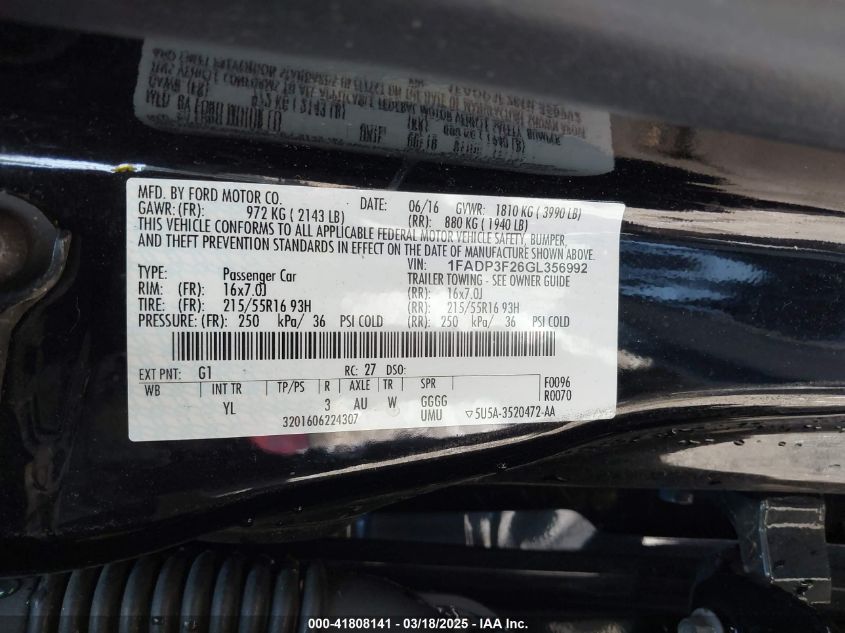 MFD. BY FORD MOTOR CO. DATE: 06/16 GVWR: 1810 KG ( 3990 LB)
GAWR: (FR): 972 KG ( 2143 LB) (RR): 880 KG ( 1940 LB)
THIS VEHICLE CONFORMS TO ALL APPLICABLE FEDERAL MOTOR VEHICLE SAFETY, BUMPER,
AND THEFT PREVENTION STANDARDS IN EFFECT ON THE DATE OF MANUFACTURE SHOWN ABOVE.
VIN: 1FADP3F26GL356992
TYPE: Passenger Car TRAILER TOWING - SEE OWNER GUIDE
RIM: (FR): 16x7.0J (RR): 16x7.0J
TIRE: (FR): 215/55R16 93H (RR): 215/55R16 93H
PRESSURE: (FR): 250 kPa/ 36 PSI COLD (RR): 250 kPa/ 36 PSI COLD
EXT PNT: G1 RC: 27 DSO: F0096
WB INT TR TP/PS R AXLE TR SPR R0070
YL 3 AU W GGGG
3201606224307 UMU ▽5U5A-3520472-AA
000-41808141 - 03/18/2025 - IAA Inc.